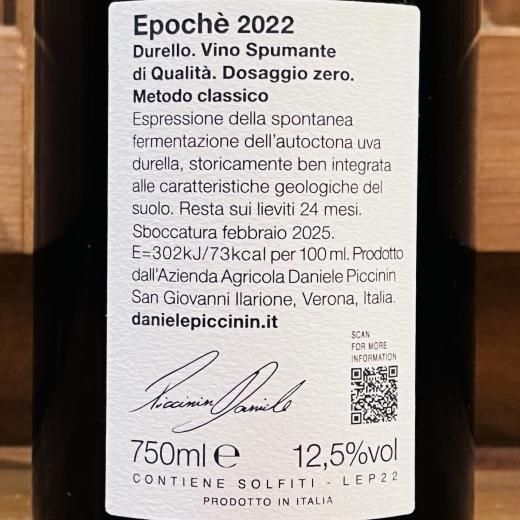 Epochè 2022
Durello. Vino Spumante
di Qualità. Dosaggio zero.
Metodo classico
Espressione della spontanea
fermentazione dell'autoctona uva
durella, storicamente ben integrata
alle caratteristiche geologiche del
suolo. Resta sui lieviti 24 mesi.
Sboccatura febbraio 2025.
E=302kJ/73kcal per 100 ml. Prodotto
dall'Azienda Agricola Daniele Piccinin
San Giovanni Ilarione, Verona, Italia.
danielepiccinin.it
SCAN
FOR MORE
INFORMATION
Piccinin Daniele
750ml e 12,5%vol
CONTIENE SOLFITI - LEP22
PRODOTTO IN ITALIA